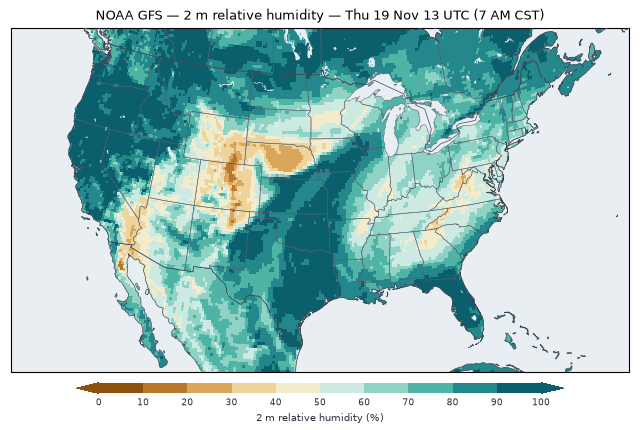 NOAA GFS — 2 m relative humidity — Thu 19 Nov 13 UTC (7 AM CST)
0 10 20 30 40 50 60 70 80 90 100
2 m relative humidity (%)